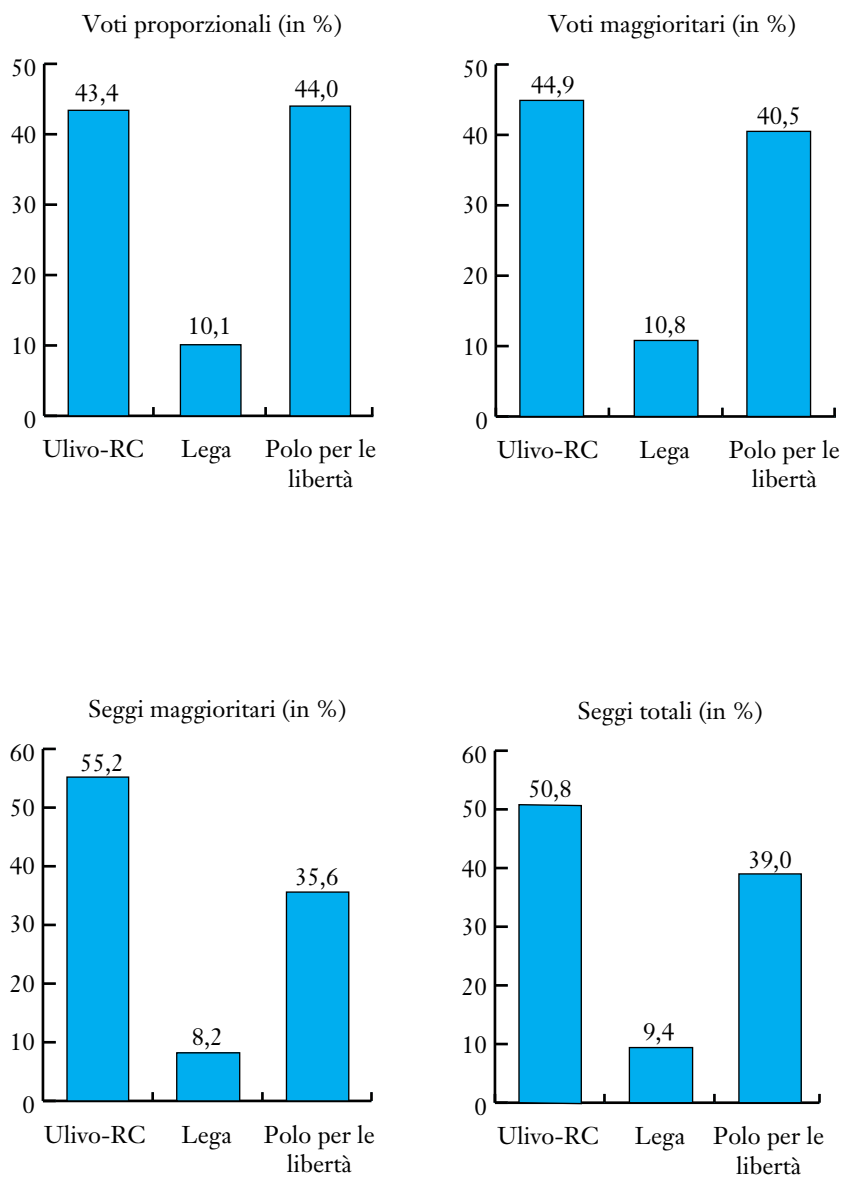 Voti proporzionali (in %)
50
40
30
20
10
0
43,4
10,1
44,0
Ulivo-RC
Lega
Polo per le
libertà
Voti maggioritari (in %)
50
40
30
20
10
0
44,9
10,8
40,5
Ulivo-RC
Lega
Polo per le
libertà
Seggi maggioritari (in %)
60
50
40
30
20
10
0
55,2
8,2
35,6
Ulivo-RC
Lega
Polo per le
libertà
Seggi totali (in %)
60
50
40
30
20
10
0
50,8
9,4
39,0
Ulivo-RC
Lega
Polo per le
libertà